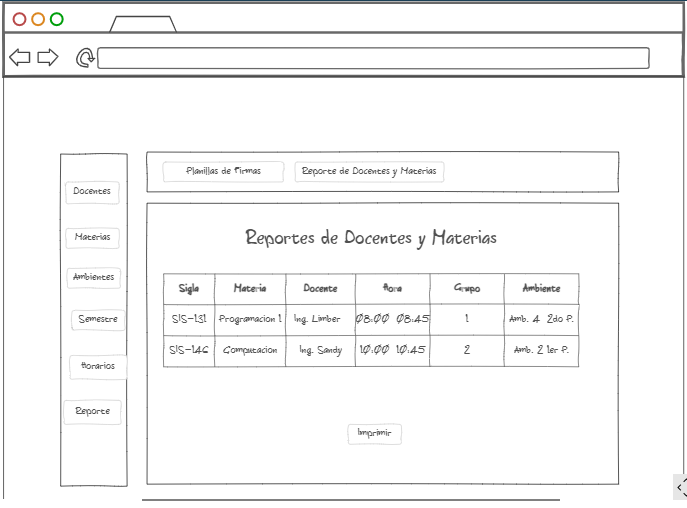 Planillas de Firmas Reporte de Docentes y Materias
Docentes
Materias
Ambientes
Semestre
Horarios
Reporte
Reportes de Docentes y Materias
Sigla Materia Docente Hora Grupo Ambiente
SIS-131 Programacion 1 Ing. Limber 08:00 08:45 1 Amb. 4 2do P.
SIS-146 Computacion Ing. Sandy 10:00 10:45 2 Amb. 2 1er P.
Imprimir